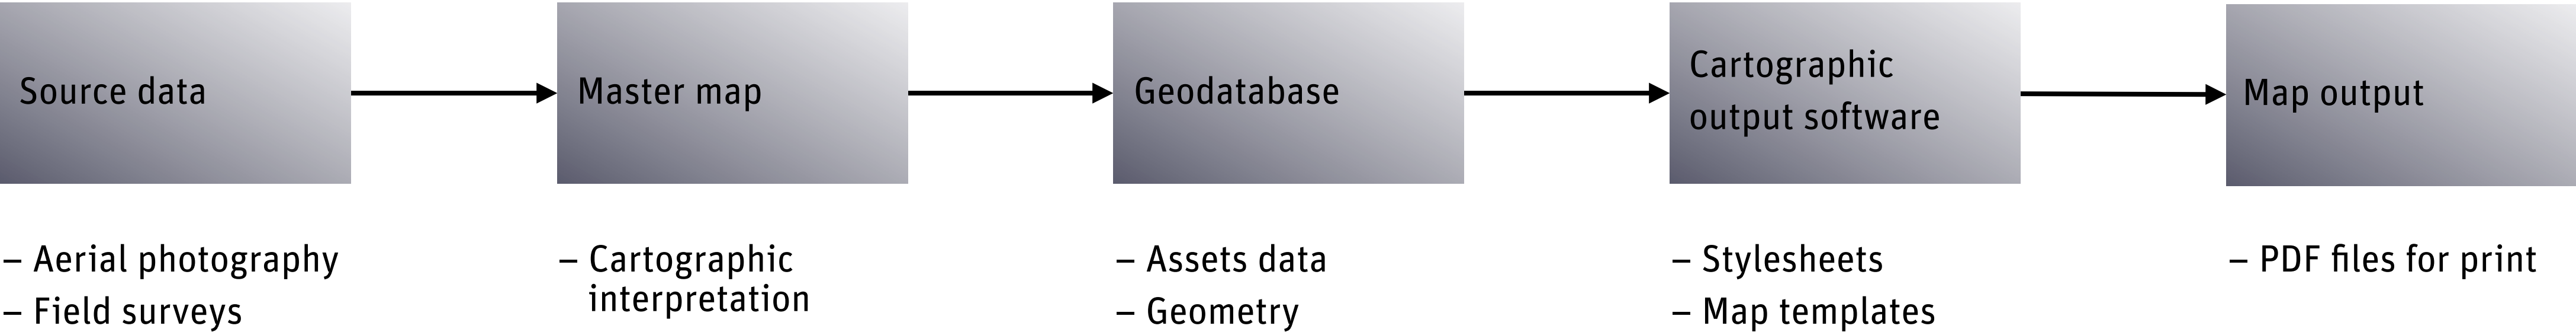 Source data
Master map
Geodatabase
Cartographic
output software
Map output
– Aerial photography
– Field surveys
– Cartographic
interpretation
– Assets data
– Geometry
– Stylesheets
– Map templates
– PDF files for print